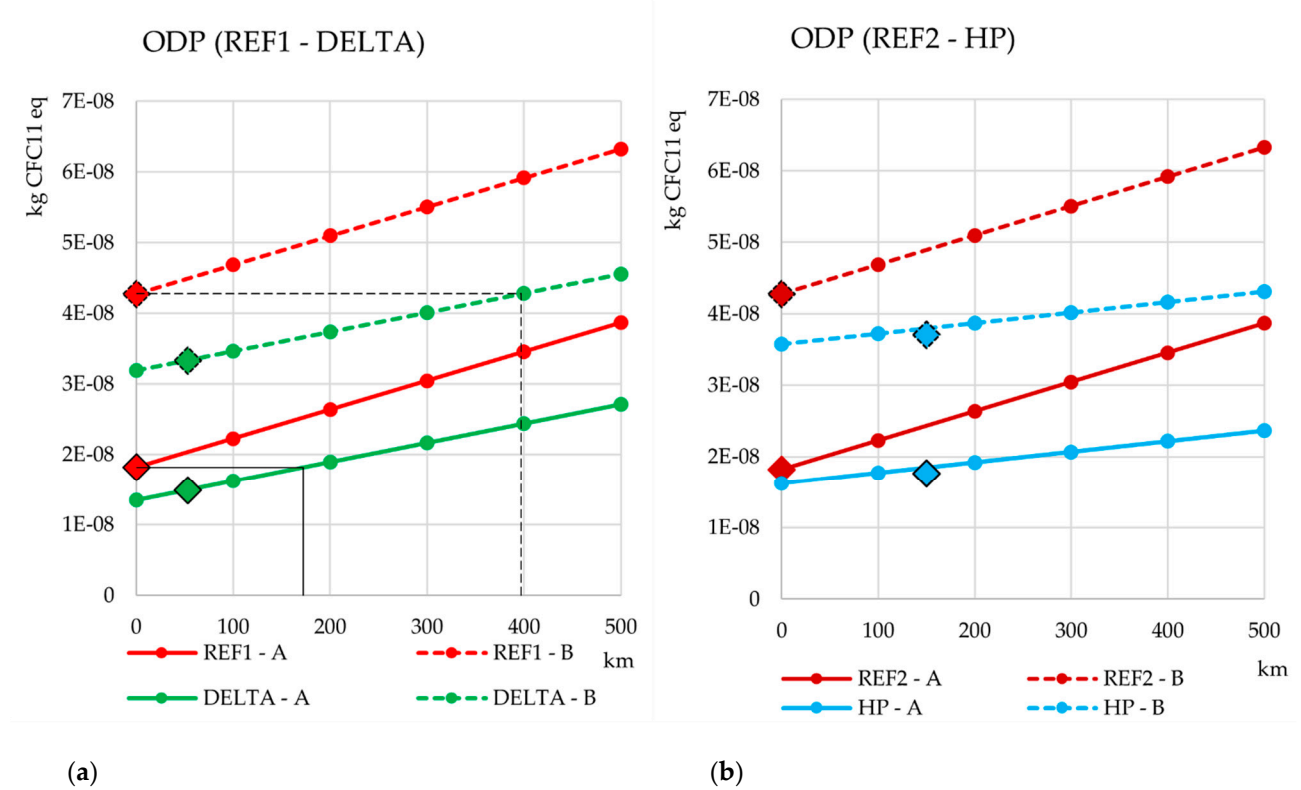 ODP (REF1 - DELTA)
kg CFC11 eq
7E-08
6E-08
5E-08
4E-08
3E-08
2E-08
1E-08
0
0 100 200 300 400 500
km
REF1 - A REF1 - B
DELTA - A DELTA - B
(a)
ODP (REF2 - HP)
kg CFC11 eq
7E-08
6E-08
5E-08
4E-08
3E-08
2E-08
1E-08
0
0 100 200 300 400 500
km
REF2 - A REF2 - B
HP - A HP - B
(b)